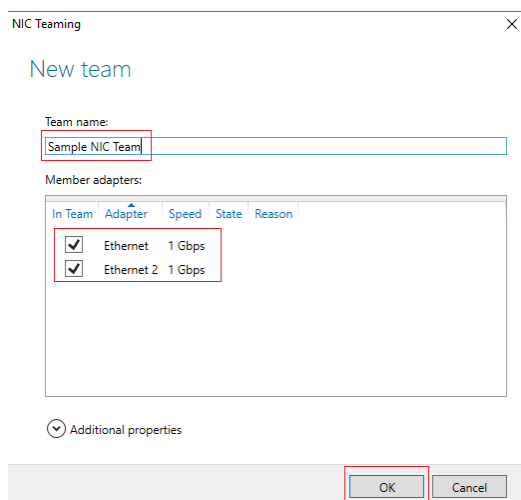 NIC Teaming
New team
Team name:
Sample NIC Team
Member adapters:
In Team Adapter Speed State Reason
Ethernet 1 Gbps
Ethernet 2 1 Gbps
Additional properties
OK Cancel